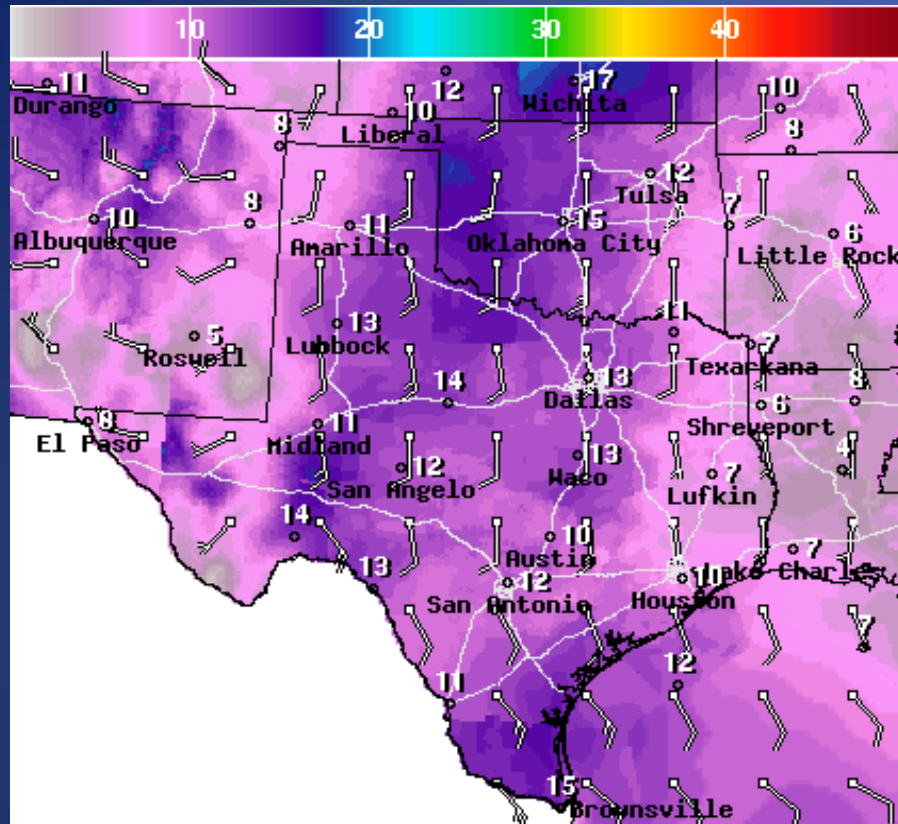 10 20 30 40
11 Durango
12
17 Wichita
10
10 Liberal
8
8
12 Tulsa
10 Albuquerque
8
11 Amarillo
15 Oklahoma City
7
6 Little Rock
5 Roswell
13 Lubbock
11
7 Texarkana
14
13 Dallas
8
6 Shreveport
9 El Paso
11 Midland
12 San Angelo
13 Waco
7 Lufkin
4
14
10 Austin
7
Lake Charles
13
12 San Antonio
10 Houston
7
12
11
15 Brownsville